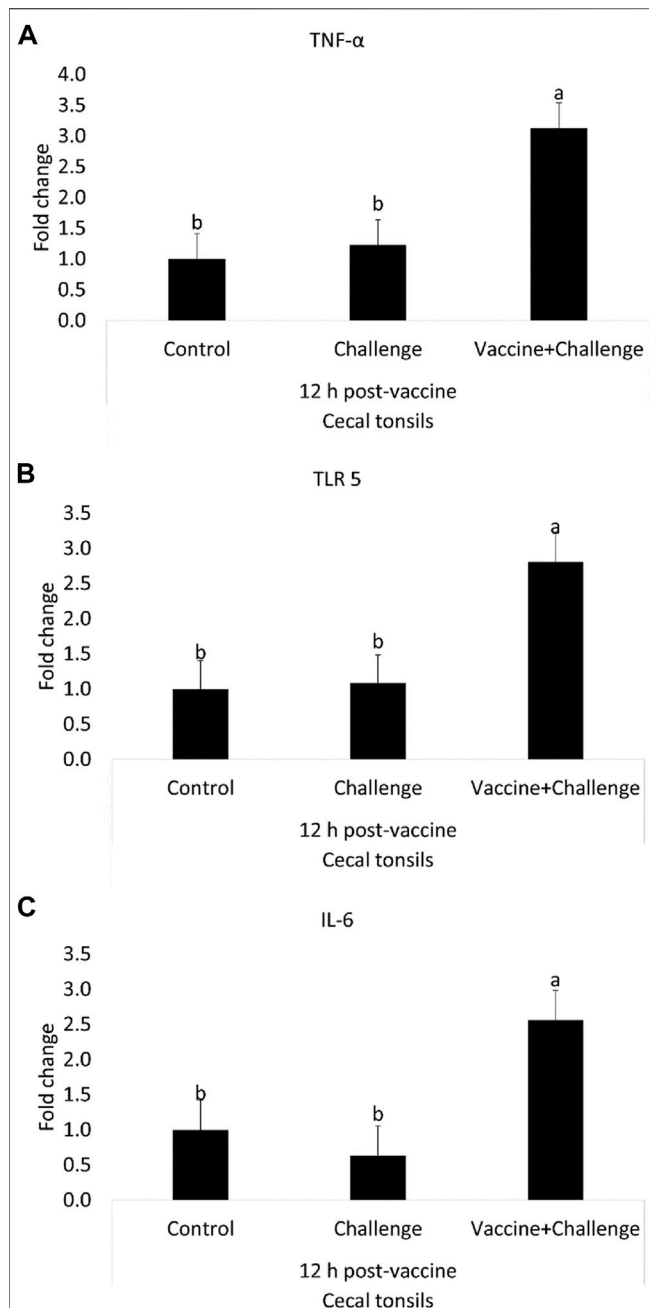 A
TNF-α
Fold change
4.0
3.5
3.0
2.5
2.0
1.5
1.0
0.5
0.0
b
b
a
Control Challenge Vaccine+Challenge
12 h post-vaccine
Cecal tonsils
B
TLR 5
Fold change
3.5
3.0
2.5
2.0
1.5
1.0
0.5
0.0
b
b
a
Control Challenge Vaccine+Challenge
12 h post-vaccine
Cecal tonsils
C
IL-6
Fold change
3.5
3.0
2.5
2.0
1.5
1.0
0.5
0.0
b
b
a
Control Challenge Vaccine+Challenge
12 h post-vaccine
Cecal tonsils